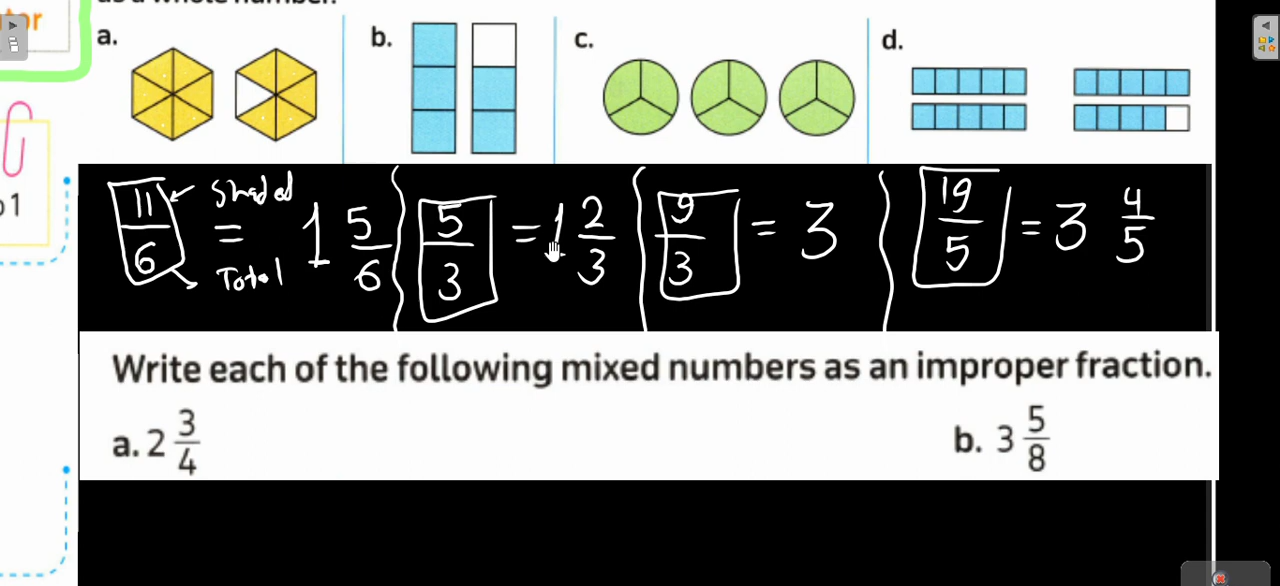 a.
b.
c.
d.
11/6 = 1 5/6
Shaded
Total
5/3 = 1 2/3
9/3 = 3
19/5 = 3 4/5
Write each of the following mixed numbers as an improper fraction.
a. 2 3/4
b. 3 5/8